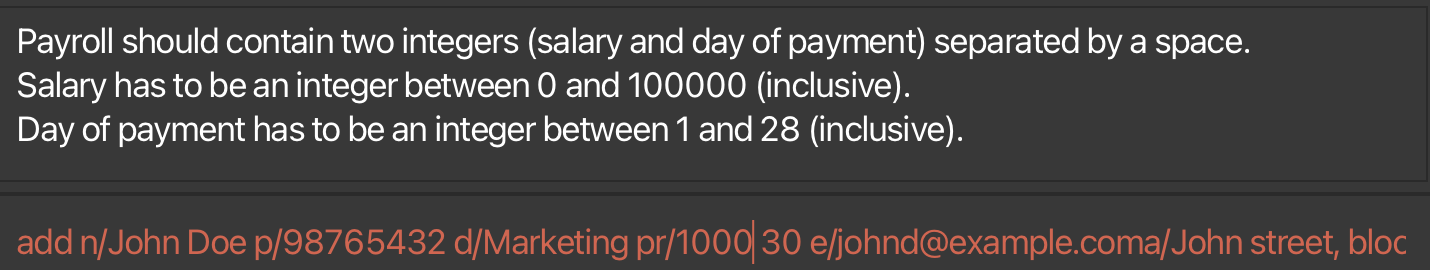 Payroll should contain two integers (salary and day of payment) separated by a space.
Salary has to be an integer between 0 and 100000 (inclusive).
Day of payment has to be an integer between 1 and 28 (inclusive).
add n/John Doe p/98765432 d/Marketing pr/1000 30 e/johnd@example.coma/John street, bloc